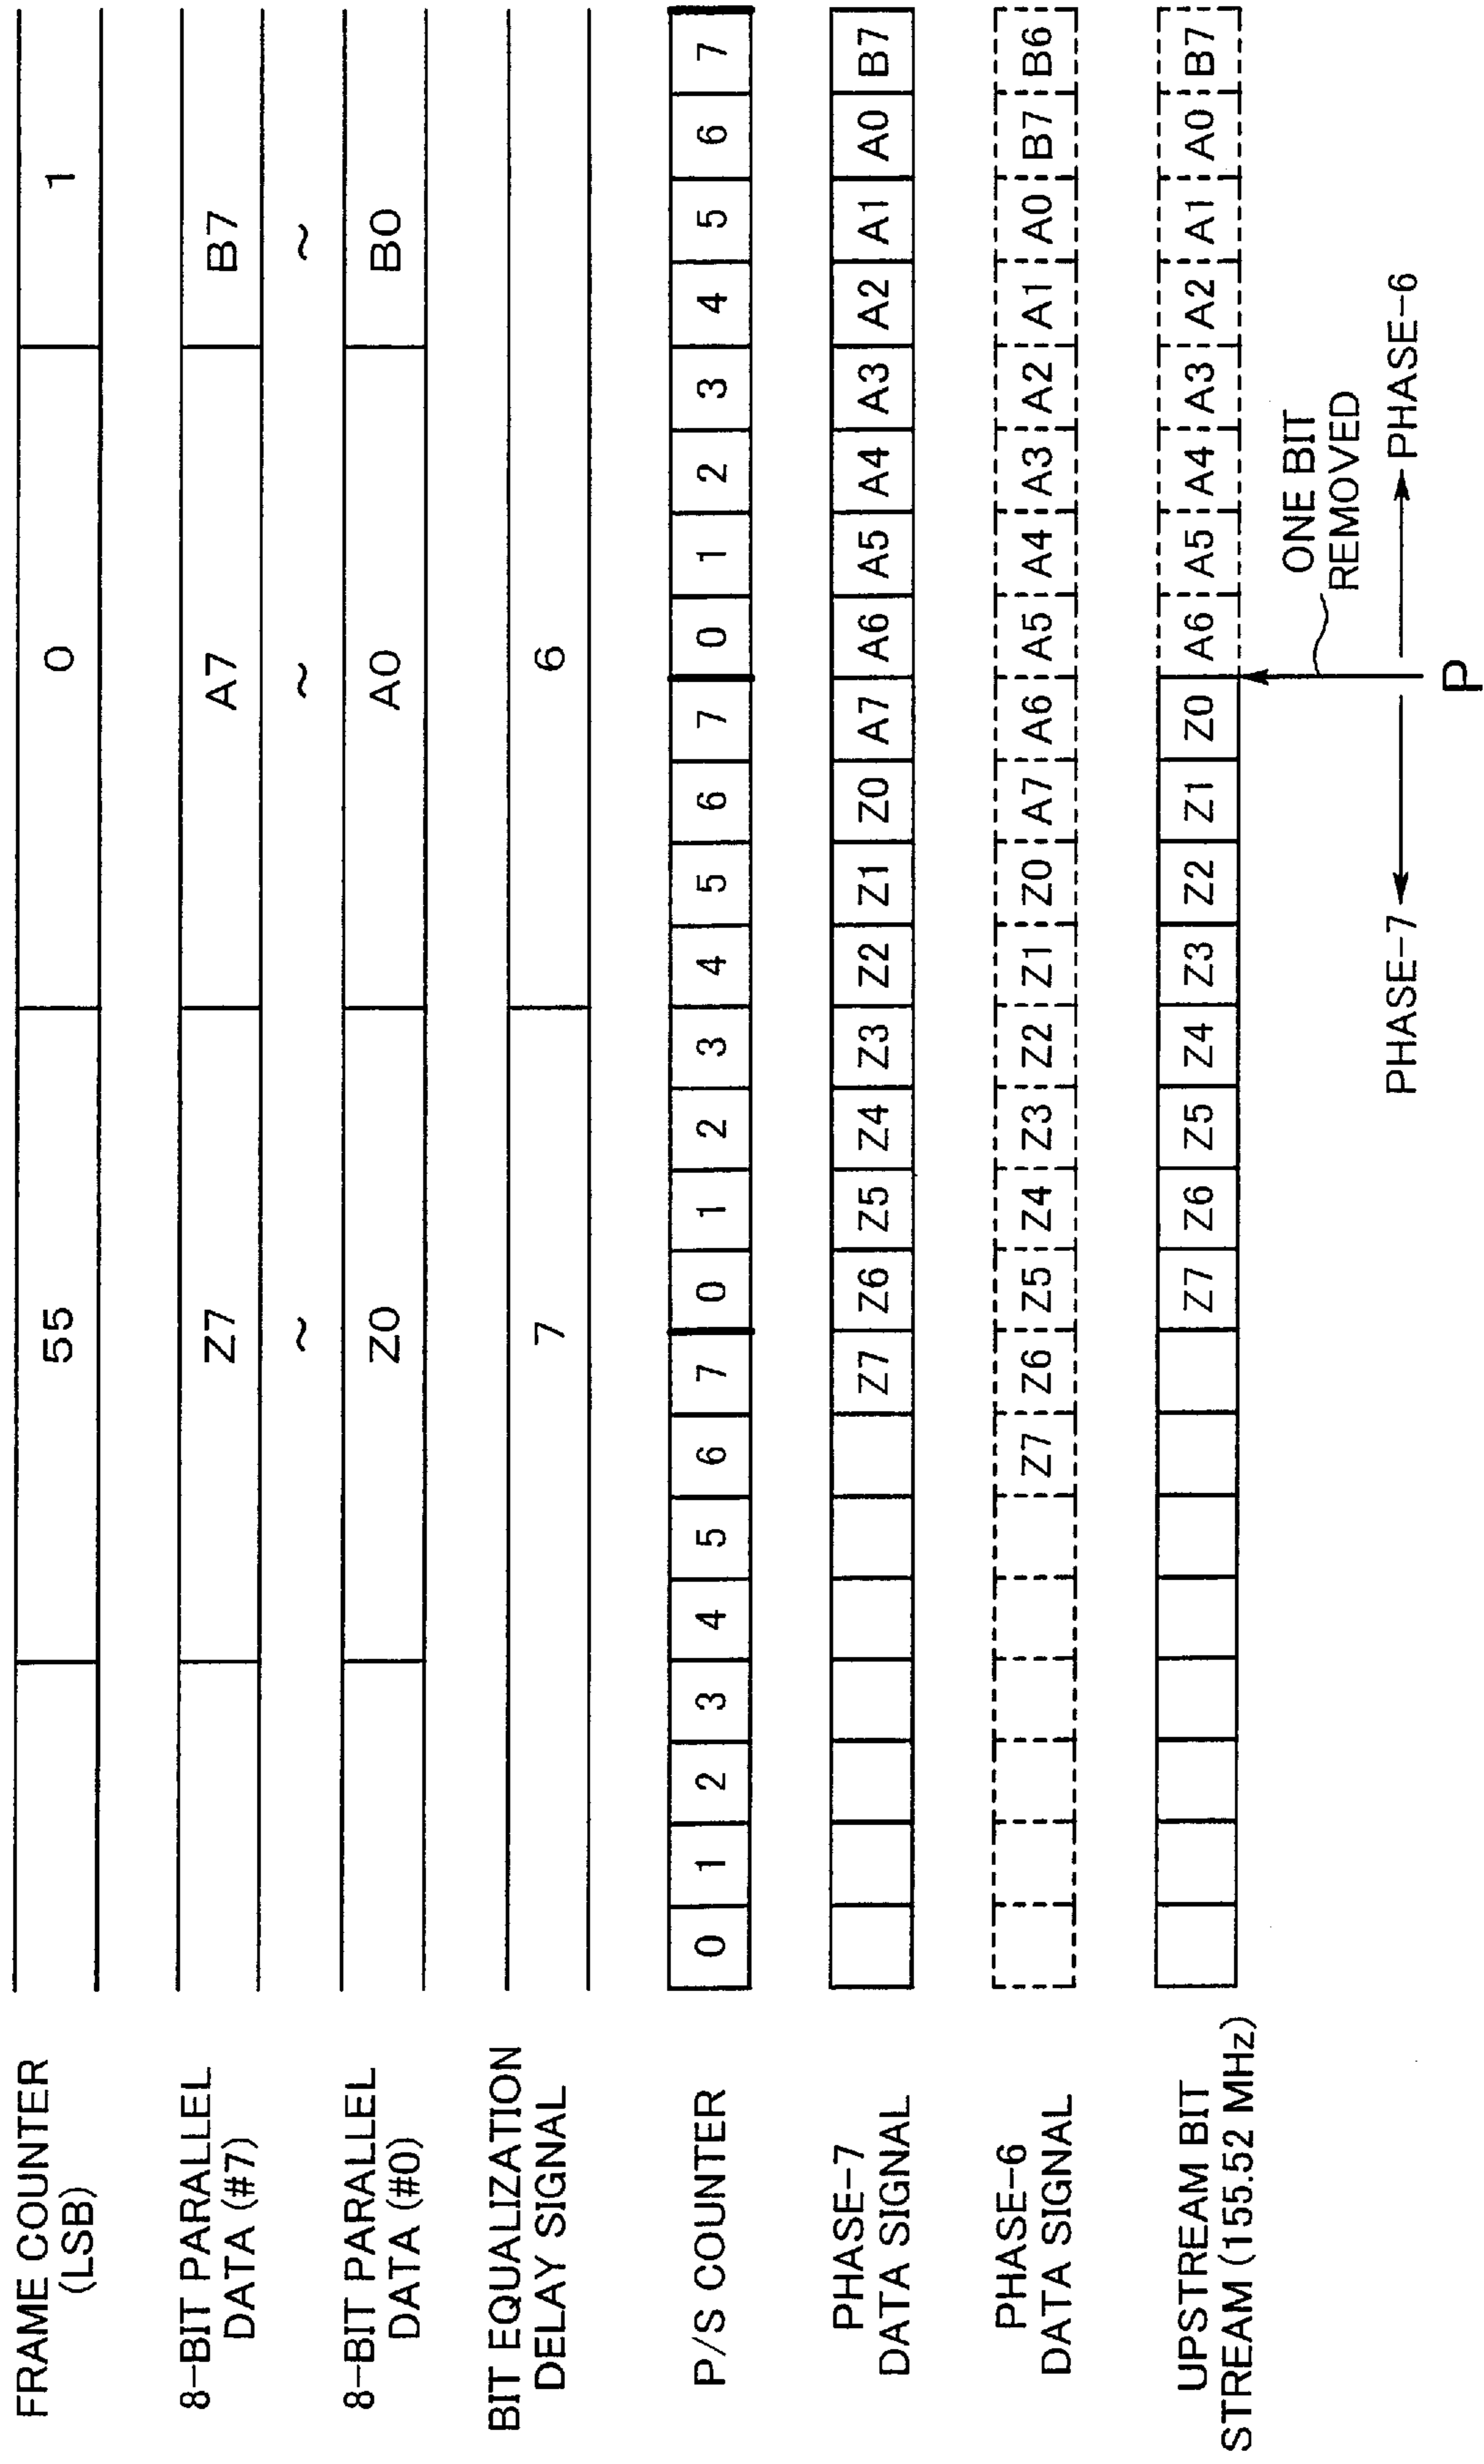 FRAME COUNTER
(LSB)
55 0 1
8-BIT PARALLEL
DATA (#7)
Z7 A7 B7
~ ~ ~
8-BIT PARALLEL
DATA (#0)
Z0 A0 B0
BIT EQUALIZATION
DELAY SIGNAL
7 6
P/S COUNTER
0 1 2 3 4 5 6 7 0 1 2 3 4 5 6 7 0 1 2 3 4 5 6 7
PHASE-7
DATA SIGNAL
Z7 Z6 Z5 Z4 Z3 Z2 Z1 Z0 A7 A6 A5 A4 A3 A2 A1 A0 B7
PHASE-6
DATA SIGNAL
Z7 Z6 Z5 Z4 Z3 Z2 Z1 Z0 A7 A6 A5 A4 A3 A2 A1 A0 B7 B6
UPSTREAM BIT
STREAM (155.52 MHz)
Z7 Z6 Z5 Z4 Z3 Z2 Z1 Z0 A6 A5 A4 A3 A2 A1 A0 B7
ONE BIT
REMOVED
PHASE-7
PHASE-6
P